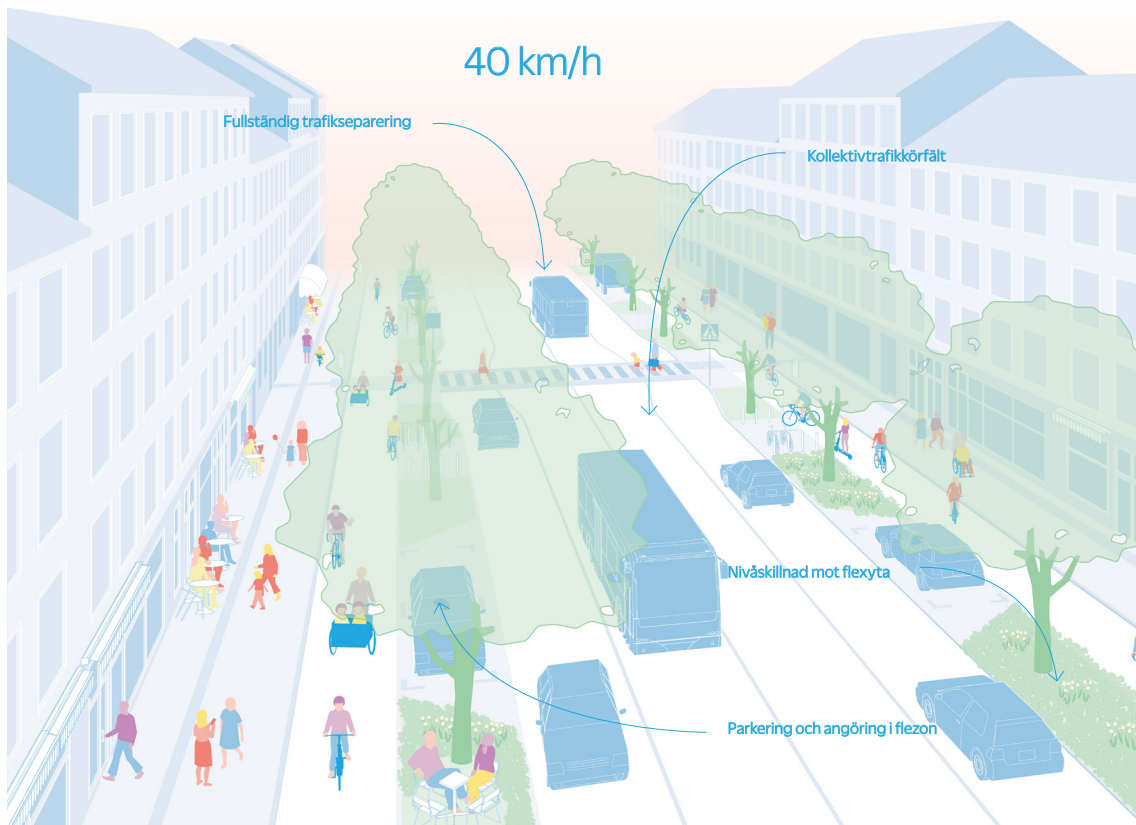 40 km/h
Fullständig trafikseparering
Kollektivtrafikkörfält
Nivåskillnad mot flexyta
Parkering och angöring i flezon